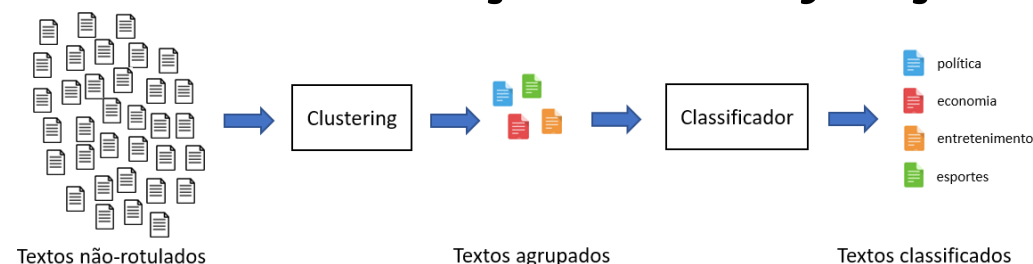 Clustering
Classificador
política
economia
entretenimento
esportes
Textos não-rotulados
Textos agrupados
Textos classificados